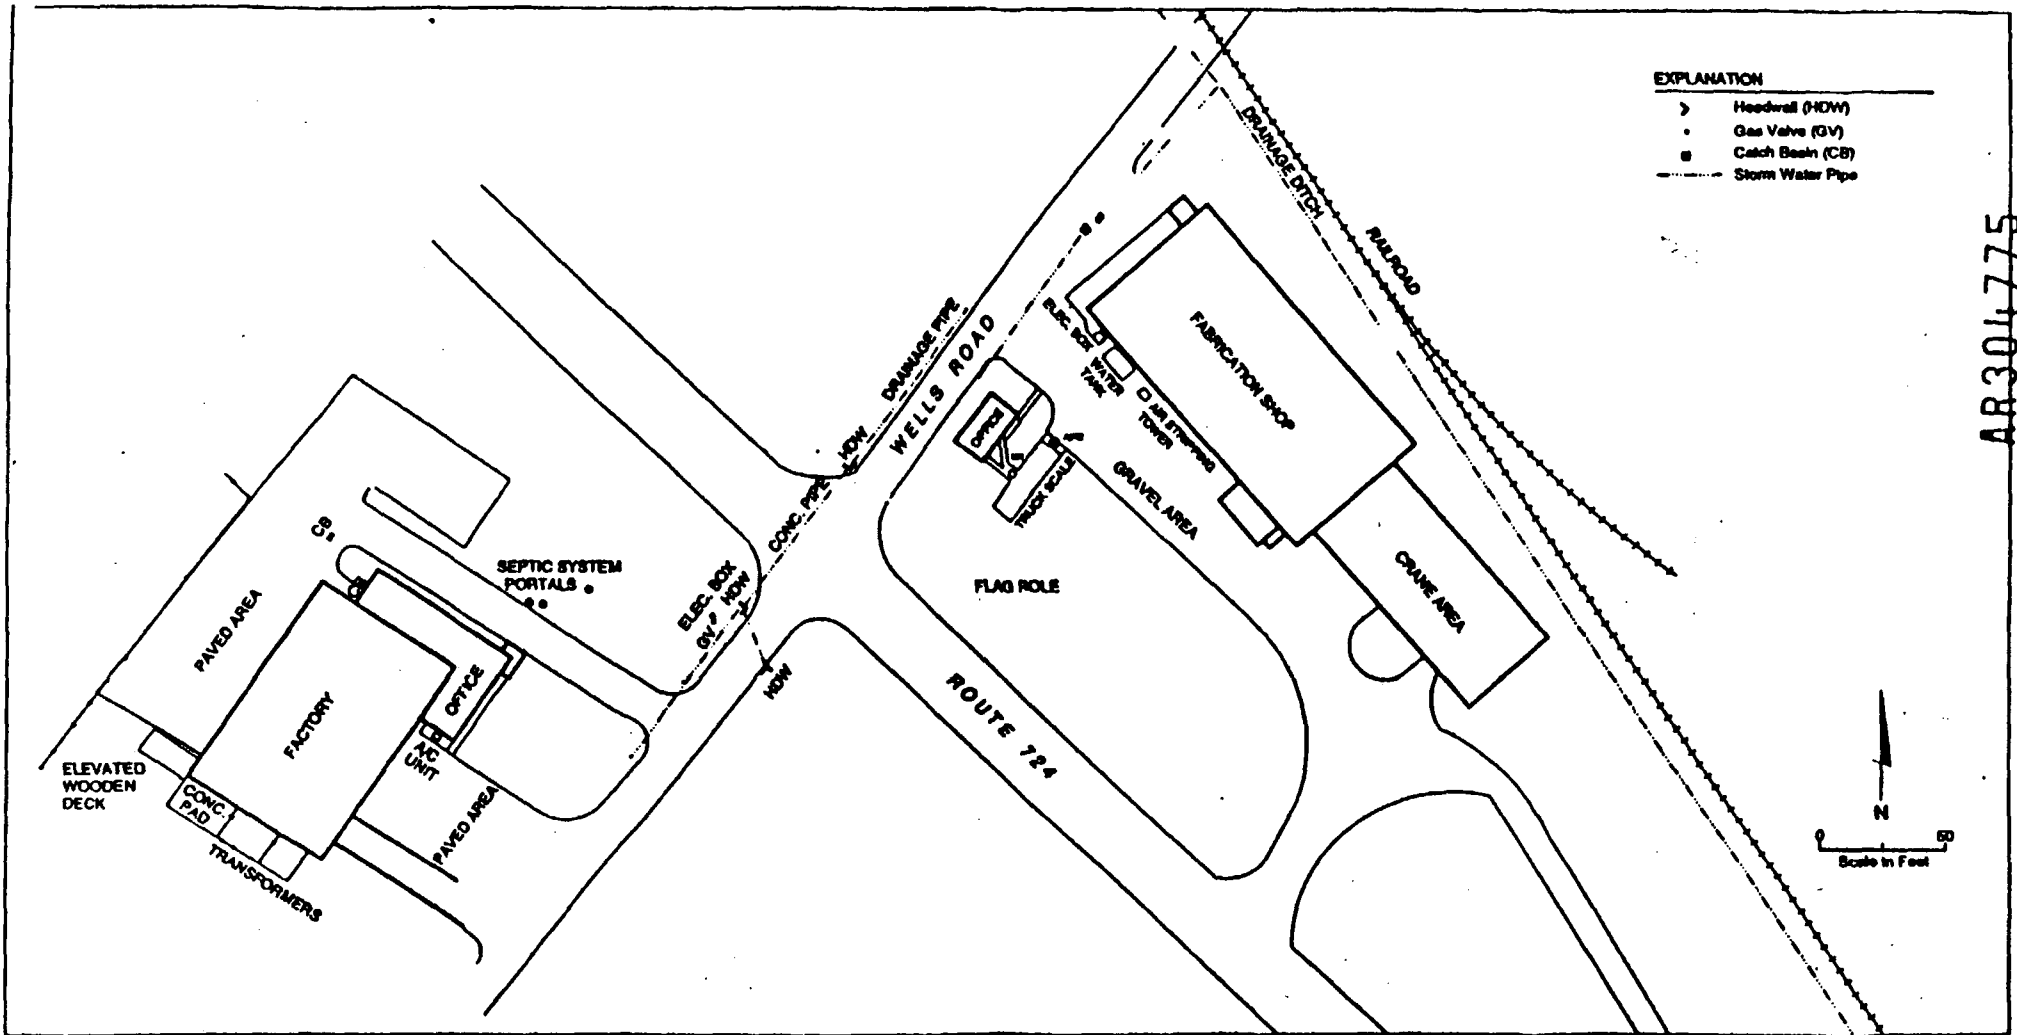 EXPLANATION
Headwall (HDW)
Gas Valve (GV)
Catch Basin (CB)
Storm Water Pipe
AR304775
DRAINAGE DITCH
RAILROAD
DRAINAGE PIPE
WELLS ROAD
ELEC. BOX
WATER
TANK
AIR STRIPPING
TOWER
FABRICATION SHOP
OFFICE
TRUCK SCALE
GRAVEL AREA
HDW
CONC. PIPE
CRANE AREA
CB
CB
SEPTIC SYSTEM
PORTALS
ELEC. BOX
GV
HDW
FLAG ROLE
HDW
PAVED AREA
OFFICE
FACTORY
A/C
UNIT
ROUTE 724
ELEVATED
WOODEN
DECK
CONC.
PAD
PAVED AREA
TRANSFORMERS
N
0 60
Scale in Feet